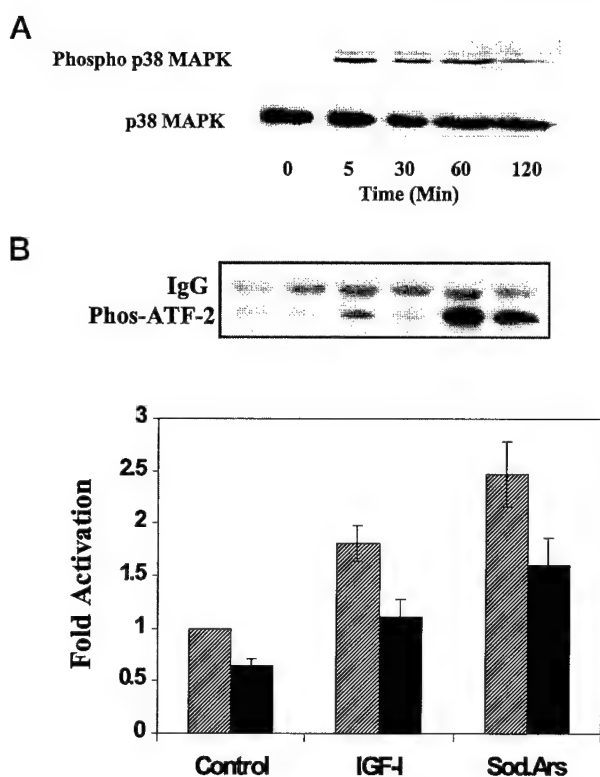 A
Phospho p38 MAPK
p38 MAPK
0 5 30 60 120
Time (Min)
B
IgG
Phos-ATF-2
3
2.5
2
1.5
1
0.5
0
Fold Activation
Control IGF-I Sod.Ars